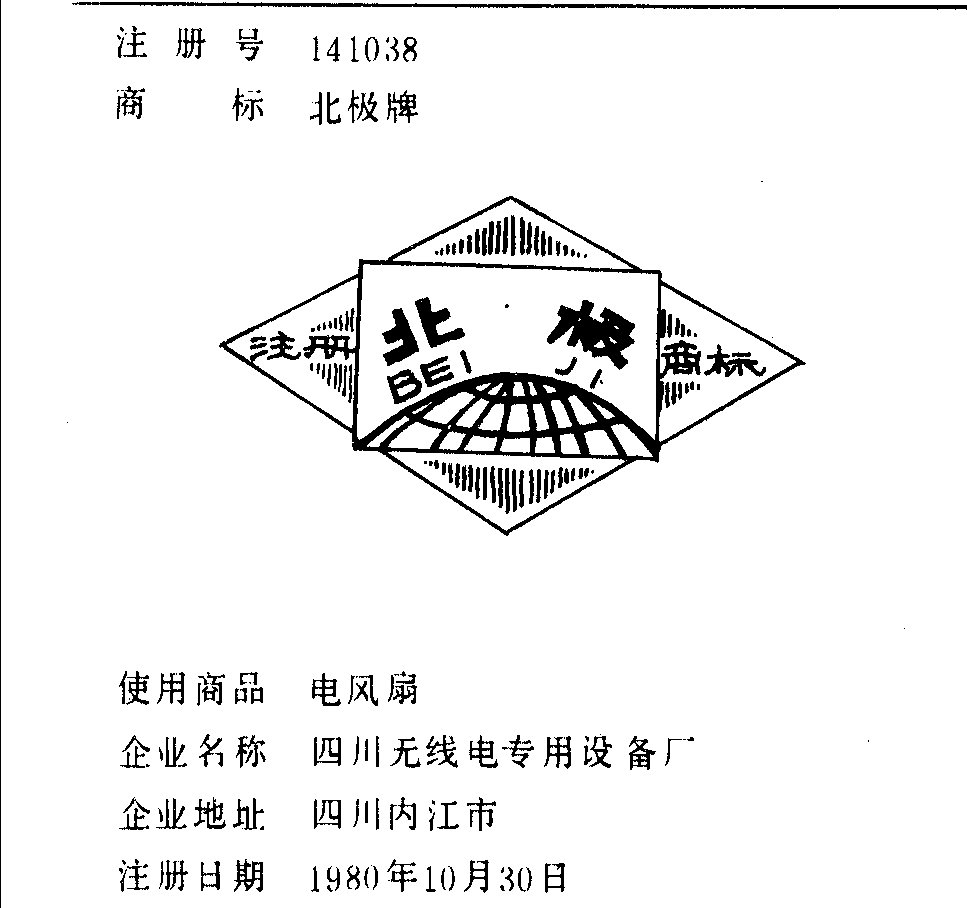 注册号 141038
商标 北极牌
北极
注册 商标
BEI JI
使用商品 电风扇
企业名称 四川无线电专用设备厂
企业地址 四川内江市
注册日期 1980年10月30日